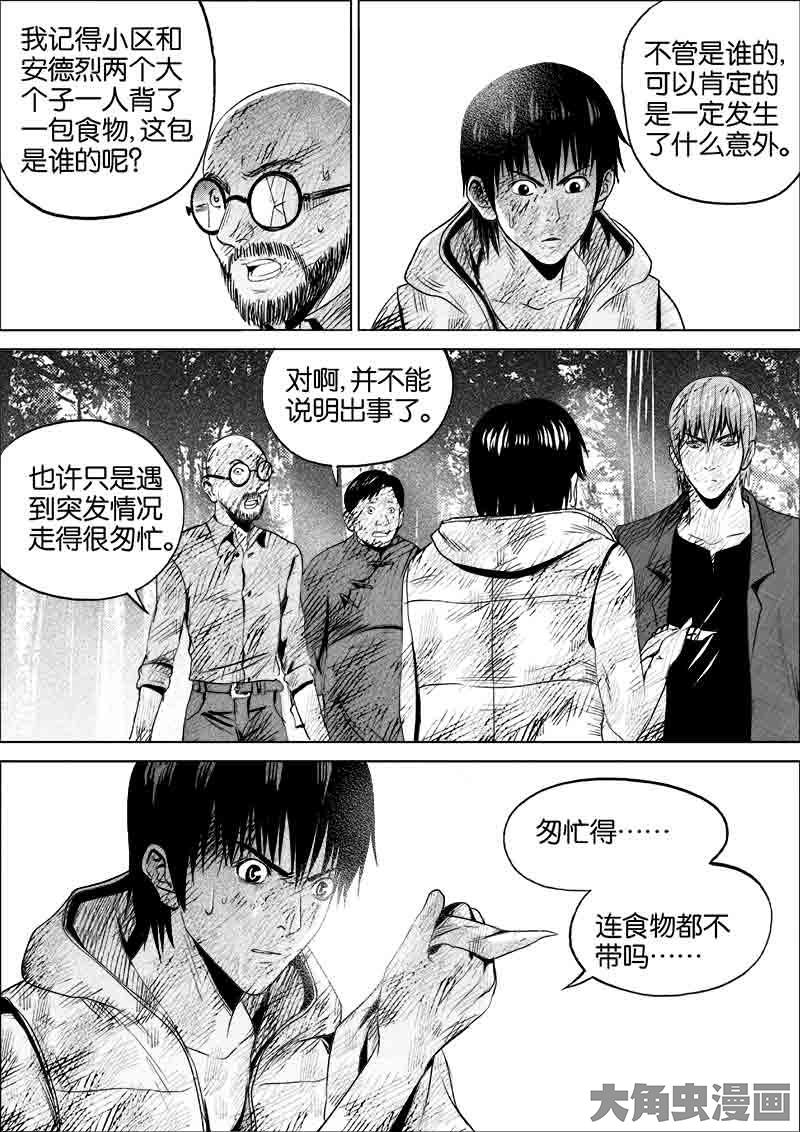 我记得小区和
安德烈两个大
个子一人背了
一包食物,这包
是谁的呢?
不管是谁的,
可以肯定的
是一定发生
了什么意外。
对啊,并不能
说明出事了。
也许只是遇
到突发情况
走得很匆忙。
匆忙得……
连食物都不
带吗……
大角虫漫画